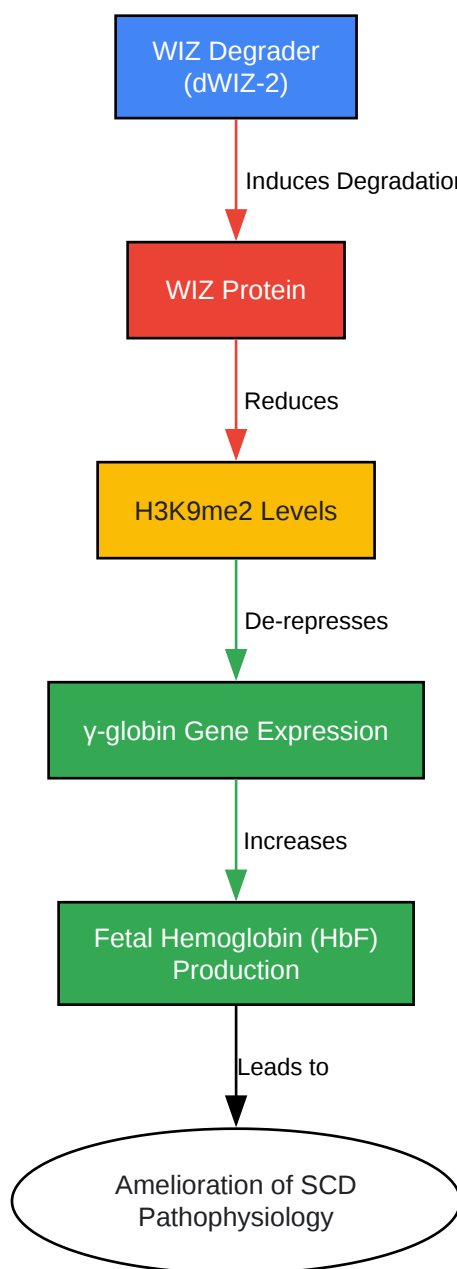 WIZ Degrader
(dWIZ-2)
Induces Degradation
WIZ Protein
Reduces
H3K9me2 Levels
De-represses
γ-globin Gene Expression
Increases
Fetal Hemoglobin (HbF)
Production
Leads to
Amelioration of SCD
Pathophysiology